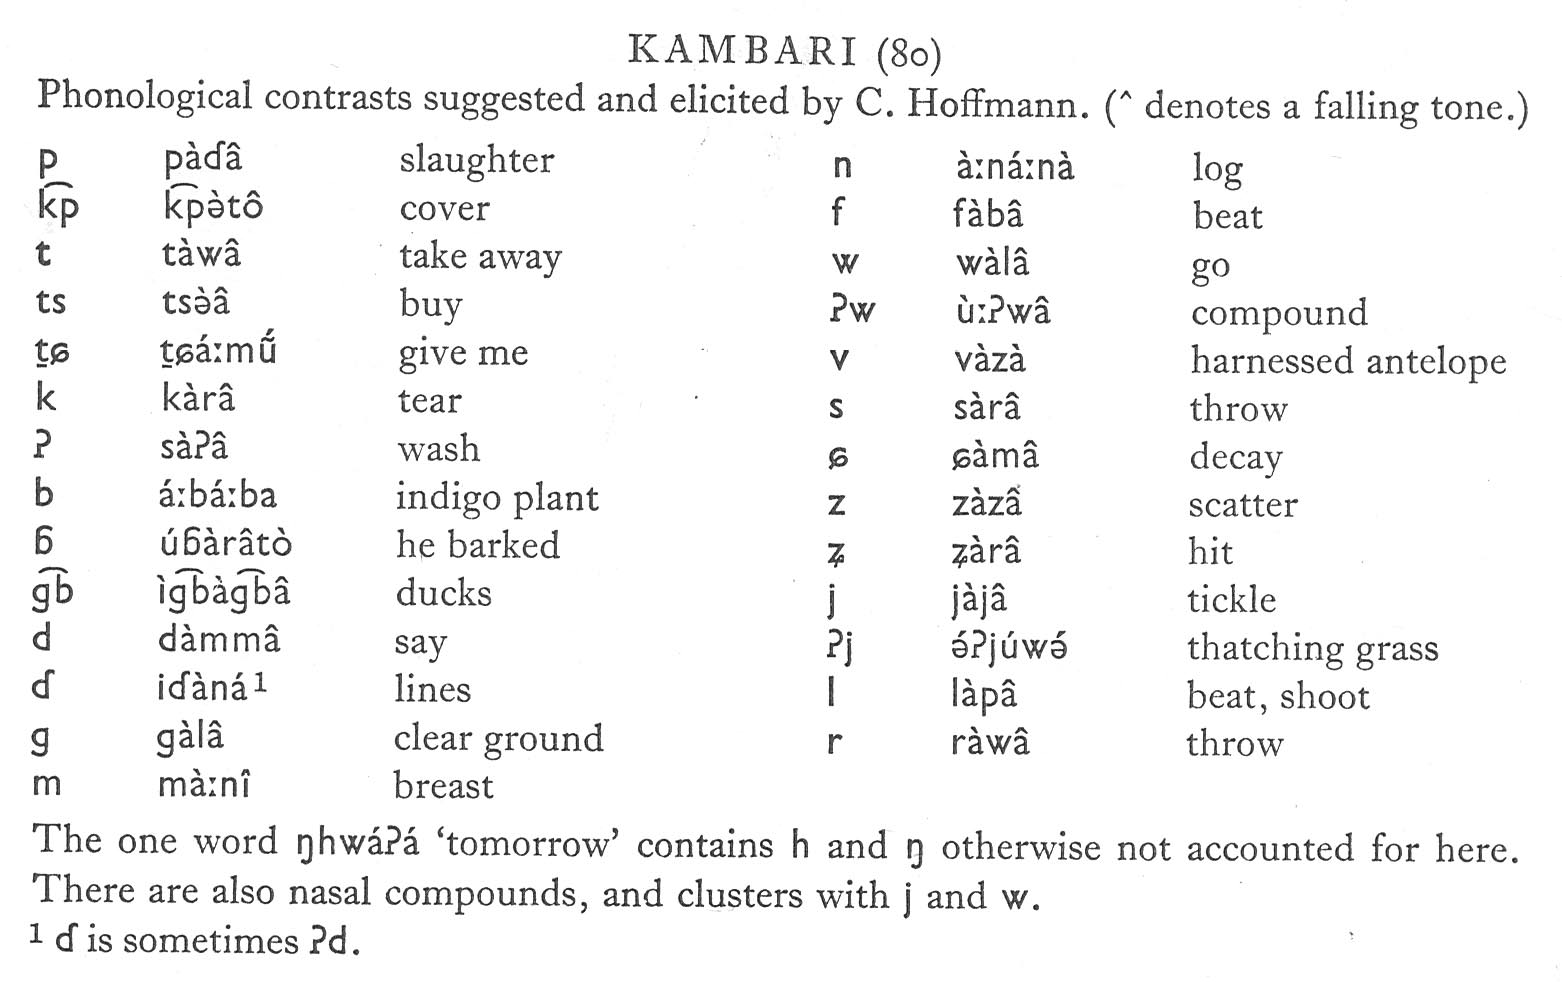 KAMBARI (80)
Phonological contrasts suggested and elicited by C. Hoffmann. (ˆ denotes a falling tone.)
p pàɗâ slaughter
k͡p k͡pə̀tô cover
t tàwâ take away
ts tsə̀â buy
t̠ɕ t̠ɕáːmṹ give me
k kàrâ tear
ʔ sàʔâ wash
b áːbáːba indigo plant
ɓ úɓàrâtò he barked
g͡b ìg͡bàg͡bâ ducks
d dàmmâ say
ɗ iɗàná¹ lines
g gàlâ clear ground
m màːnî breast
n àːnáːnà log
f fàbâ beat
w wàlâ go
ʔw ùːʔwâ compound
v vàzà harnessed antelope
s sàrâ throw
ɕ ɕàmâ decay
z zàzâ scatter
ʑ ʑàrâ hit
j jàjâ tickle
ʔj ə́ʔjúwə́ thatching grass
l làpâ beat, shoot
r ràwâ throw
The one word ŋhwáʔá ‘tomorrow’ contains h and ŋ otherwise not accounted for here.
There are also nasal compounds, and clusters with j and w.
¹ ɗ is sometimes ʔd.